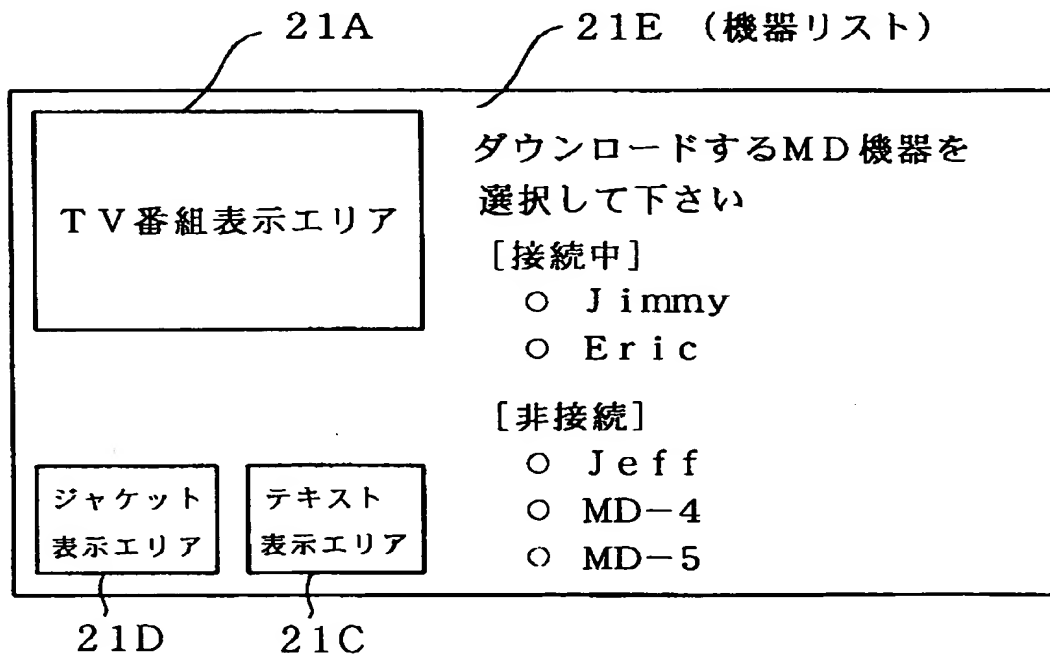 21A
21E （機器リスト）
TV番組表示エリア
ダウンロードするMD機器を
選択して下さい
[接続中]
○ Jimmy
○ Eric
[非接続]
○ Jeff
○ MD－4
○ MD－5
ジャケット
表示エリア
テキスト
表示エリア
21D
21C